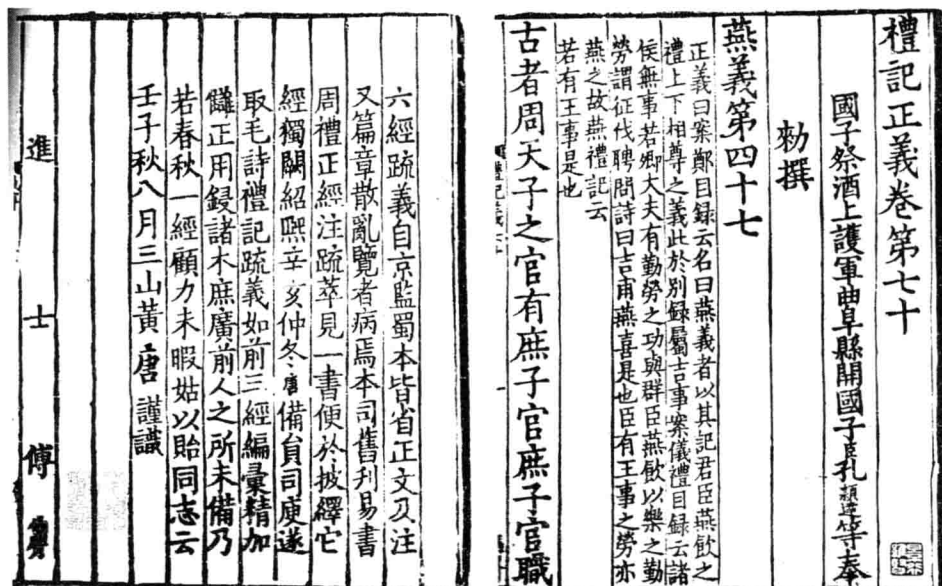 禮記正義卷第七十
國子祭酒上護軍曲阜縣開國子臣孔穎達等奉
勑撰
燕義第四十七
正義曰案鄭目録云名曰燕義者以其記君臣燕飲之
禮上下相尊之義此於別録屬吉事案儀禮目録云諸
侯無事若卿大夫有勤勞之功與群臣燕飲以樂之勤
勞謂征伐聘問詩曰吉甫燕喜是也臣有王事之勞亦
燕之故燕禮記云
若有王事是也
古者周天子之官有庶子官庶子官職
六經疏義自京監蜀本皆省正文及注
又篇章散亂覽者病焉本司舊刋易書
周禮正經注疏萃見一書便於披繹它
經獨闕紹熙辛亥仲冬唐備員司庾遂
取毛詩禮記疏義如前三經編彙精加
讎正用鋟諸木庶廣前人之所未備乃
若春秋一經顧力未暇姑以貽同志云
壬子秋八月三山黃唐謹識
進士傅